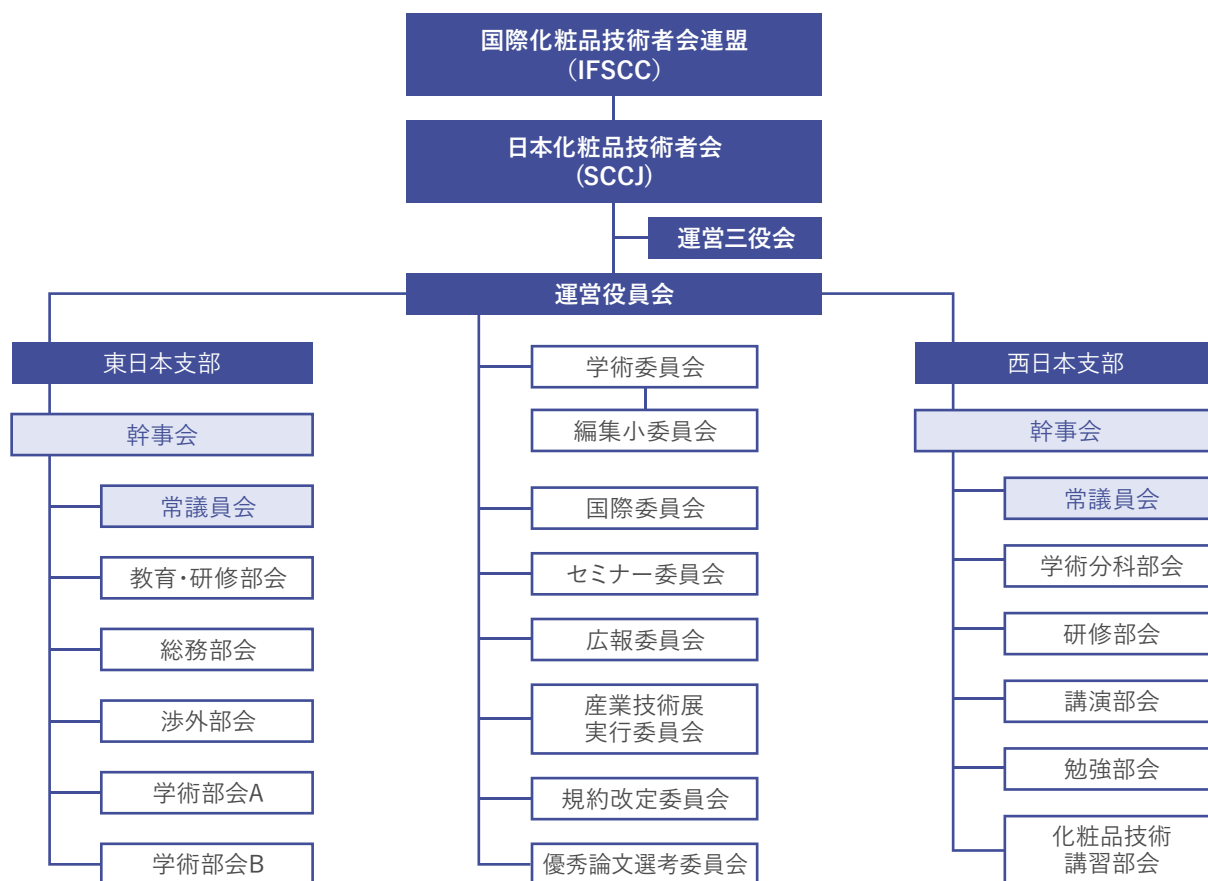 国際化粧品技術者会連盟
(IFSCC)
日本化粧品技術者会
(SCCJ)
運営三役会
運営役員会
東日本支部
幹事会
常議員会
教育・研修部会
総務部会
渉外部会
学術部会A
学術部会B
学術委員会
編集小委員会
国際委員会
セミナー委員会
広報委員会
産業技術展
実行委員会
規約改定委員会
優秀論文選考委員会
西日本支部
幹事会
常議員会
学術分科部会
研修部会
講演部会
勉強部会
化粧品技術
講習部会